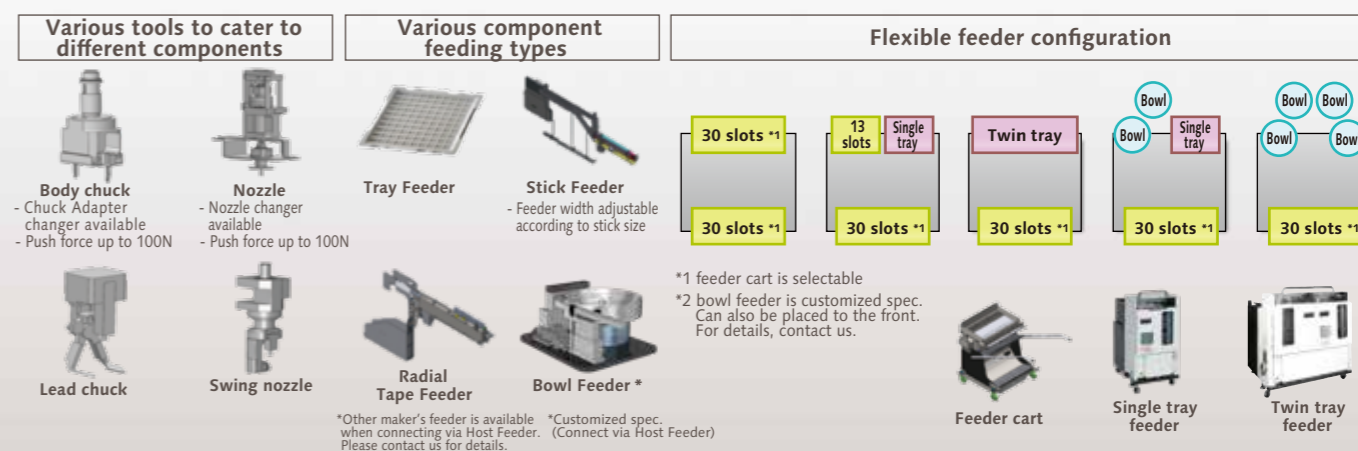 Various tools to cater to
different components
Body chuck
- Chuck Adapter
changer available
- Push force up to 100N
Nozzle
- Nozzle changer
available
- Push force up to 100N
Lead chuck
Swing nozzle
Various component
feeding types
Tray Feeder
Stick Feeder
- Feeder width adjustable
according to stick size
Radial
Tape Feeder
*Other maker's feeder is available
when connecting via Host Feeder.
Please contact us for details.
Bowl Feeder *
*Customized spec.
(Connect via Host Feeder)
Flexible feeder configuration
30 slots *1
30 slots *1
13
slots
Single
tray
30 slots *1
Twin tray
30 slots *1
Bowl
Bowl
Single
tray
30 slots *1
Bowl
Bowl
Bowl
Bow
30 slots *1
*1 feeder cart is selectable
*2 bowl feeder is customized spec.
Can also be placed to the front.
For details, contact us.
Feeder cart
Single tray
feeder
Twin tray
feeder